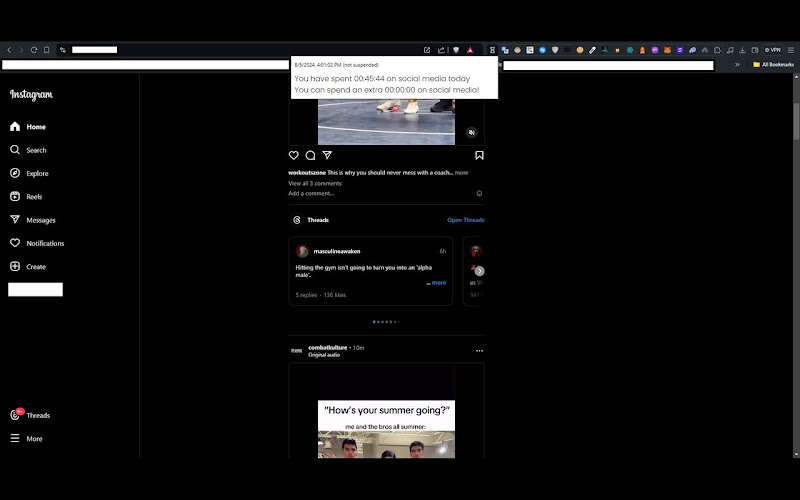 VPN
All Bookmarks
8/5/2024, 4:01:02 PM (not suspended)
You have spent 00:45:44 on social media today
You can spend an extra 00:00:00 on social media!
Instagram
Home
Search
Explore
Reels
Messages
Notifications
Create
Threads
More
workoutszone This is why you should never mess with a coach... more
View all 3 comments
Add a comment...
Threads
Open Threads
masculineawaken 6h
Hitting the gym isn't going to turn you into an 'alpha
male'.
... more
5 replies · 136 likes
us W
combatkulture • 10m
Original audio
"How's your summer going?"
me and the bros all summer: